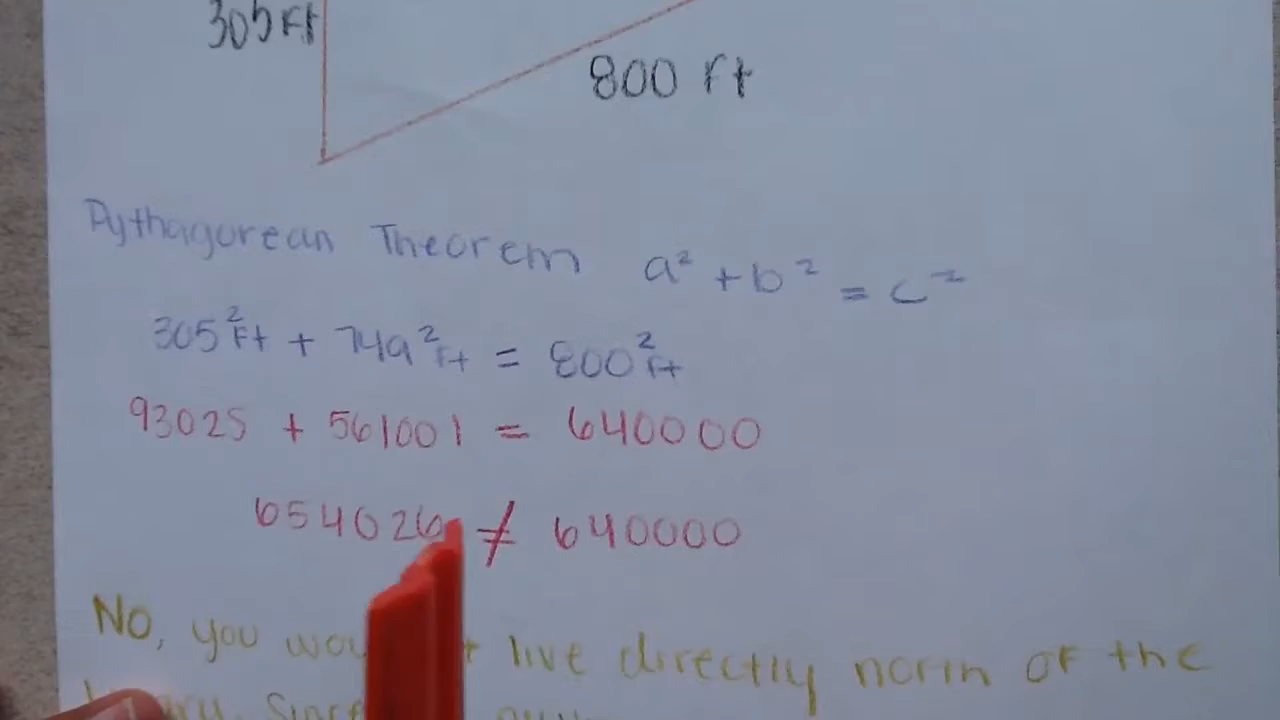 305 Ft
800 Ft
Pythagorean Theorem a² + b² = c²
305² Ft + 749² Ft = 800² Ft
93025 + 561001 = 640000
654026 ≠ 640000
No, you live directly north of the
Since